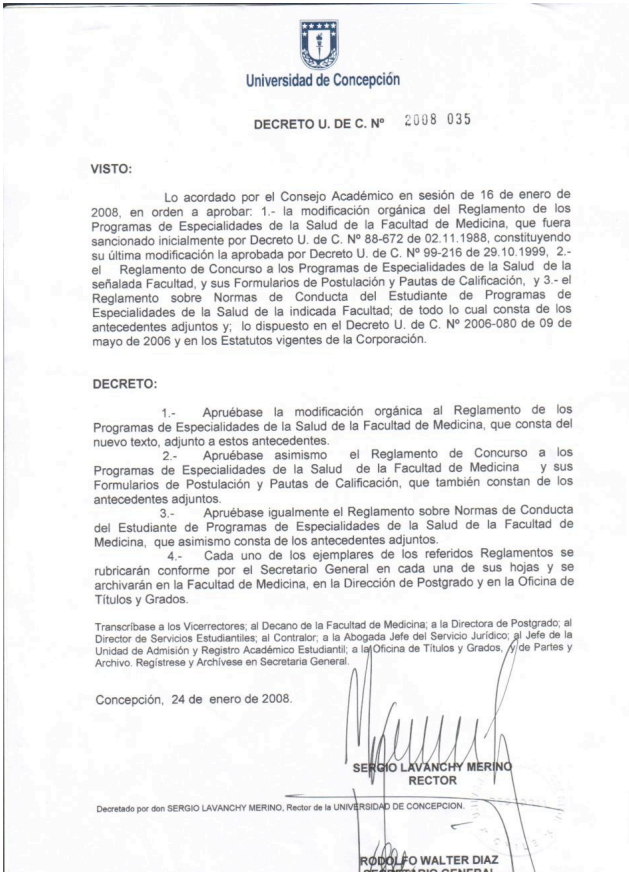 Universidad de Concepción
DECRETO U. DE C. Nº 2008 035
VISTO:
Lo acordado por el Consejo Académico en sesión de 16 de enero de
2008, en orden a aprobar: 1.- la modificación orgánica del Reglamento de los
Programas de Especialidades de la Salud de la Facultad de Medicina, que fuera
sancionado inicialmente por Decreto U. de C. Nº 88-672 de 02.11.1988, constituyendo
su última modificación la aprobada por Decreto U. de C. Nº 99-216 de 29.10.1999, 2.-
el Reglamento de Concurso a los Programas de Especialidades de la Salud de la
señalada Facultad, y sus Formularios de Postulación y Pautas de Calificación, y 3.- el
Reglamento sobre Normas de Conducta del Estudiante de Programas de
Especialidades de la Salud de la indicada Facultad; de todo lo cual consta de los
antecedentes adjuntos y; lo dispuesto en el Decreto U. de C. Nº 2006-080 de 09 de
mayo de 2006 y en los Estatutos vigentes de la Corporación.
DECRETO:
1.- Apruébase la modificación orgánica al Reglamento de los
Programas de Especialidades de la Salud de la Facultad de Medicina, que consta del
nuevo texto, adjunto a estos antecedentes.
2.- Apruébase asimismo el Reglamento de Concurso a los
Programas de Especialidades de la Salud de la Facultad de Medicina y sus
Formularios de Postulación y Pautas de Calificación, que también constan de los
antecedentes adjuntos.
3.- Apruébase igualmente el Reglamento sobre Normas de Conducta
del Estudiante de Programas de Especialidades de la Salud de la Facultad de
Medicina, que asimismo consta de los antecedentes adjuntos.
4.- Cada uno de los ejemplares de los referidos Reglamentos se
rubricarán conforme por el Secretario General en cada una de sus hojas y se
archivarán en la Facultad de Medicina, en la Dirección de Postgrado y en la Oficina de
Títulos y Grados.
Transcríbase a los Vicerrectores; al Decano de la Facultad de Medicina; a la Directora de Postgrado; al
Director de Servicios Estudiantiles; al Contralor; a la Abogada Jefe del Servicio Jurídico; al Jefe de la
Unidad de Admisión y Registro Académico Estudiantil; a la Oficina de Títulos y Grados, y de Partes y
Archivo. Regístrese y Archívese en Secretaria General.
Concepción, 24 de enero de 2008.
SERGIO LAVANCHY MERINO
RECTOR
Decretado por don SERGIO LAVANCHY MERINO, Rector de la UNIVERSIDAD DE CONCEPCION.
RODOLFO WALTER DIAZ
SECRETARIO GENERAL